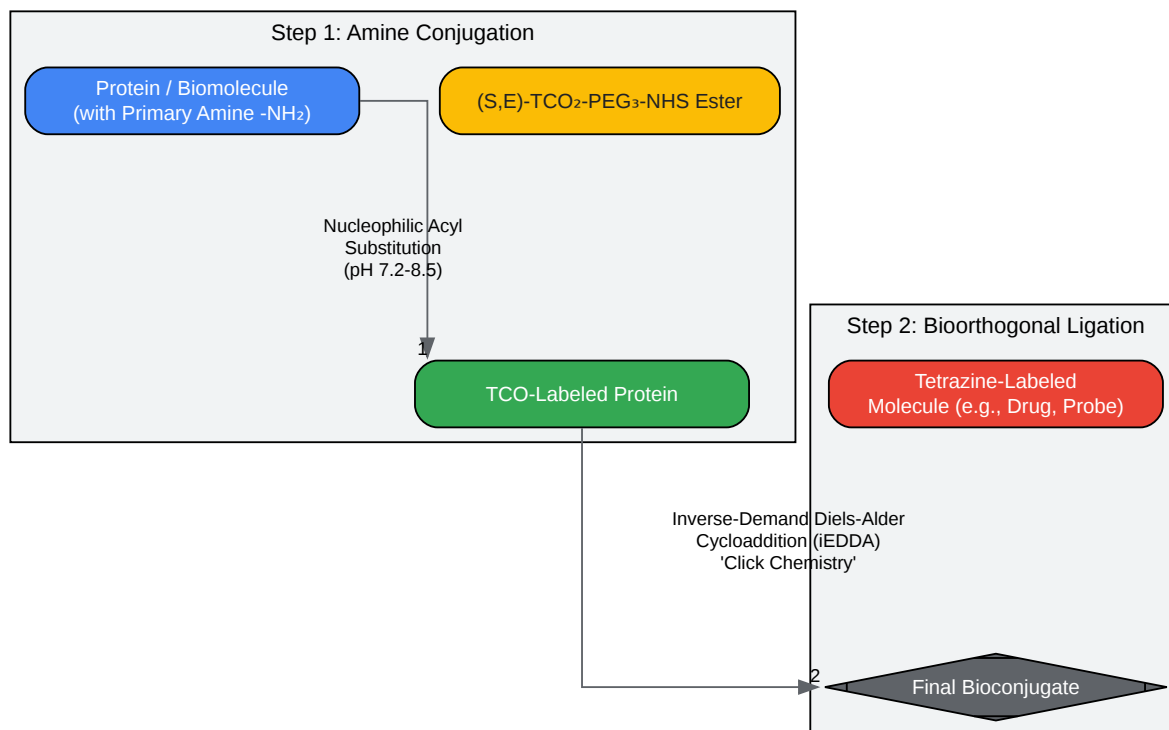 Step 1: Amine Conjugation
Protein / Biomolecule
(with Primary Amine -NH₂)
(S,E)-TCO₂-PEG₃-NHS Ester
Nucleophilic Acyl
Substitution
(pH 7.2-8.5)
1
TCO-Labeled Protein
Step 2: Bioorthogonal Ligation
Tetrazine-Labeled
Molecule (e.g., Drug, Probe)
Inverse-Demand Diels-Alder
Cycloaddition (iEDDA)
'Click Chemistry'
2
Final Bioconjugate